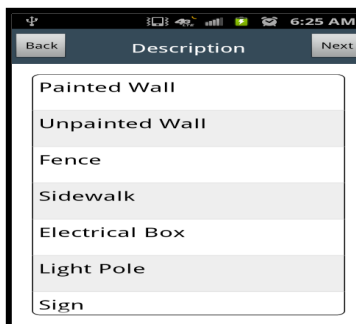 6:25 AM
Back Description Next
Painted Wall
Unpainted Wall
Fence
Sidewalk
Electrical Box
Light Pole
Sign